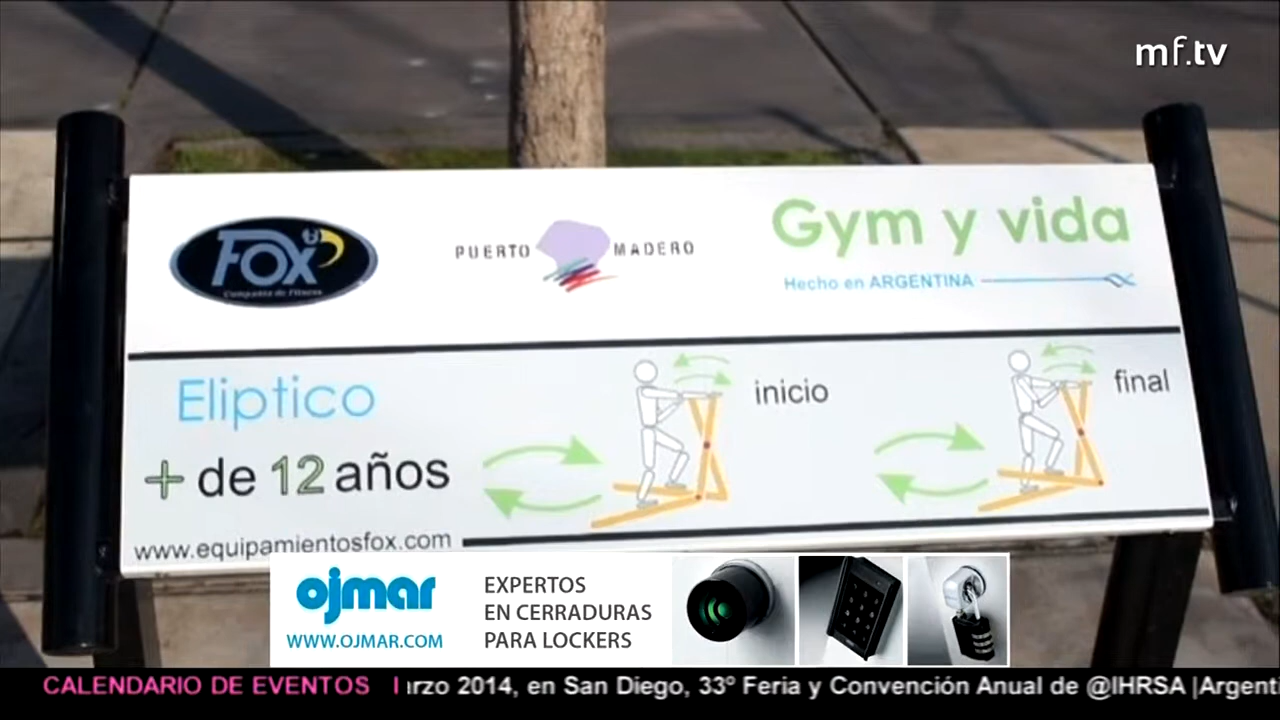 mf.tv
FOX
Compañía de Fitness
PUERTO MADERO
Gym y vida
Hecho en ARGENTINA
Eliptico
+ de 12 años
inicio
final
www.equipamientosfox.com
ojmar
WWW.OJMAR.COM
EXPERTOS
EN CERRADURAS
PARA LOCKERS
CALENDARIO DE EVENTOS
arzo 2014, en San Diego, 33º Feria y Convención Anual de @IHRSA |Argenti